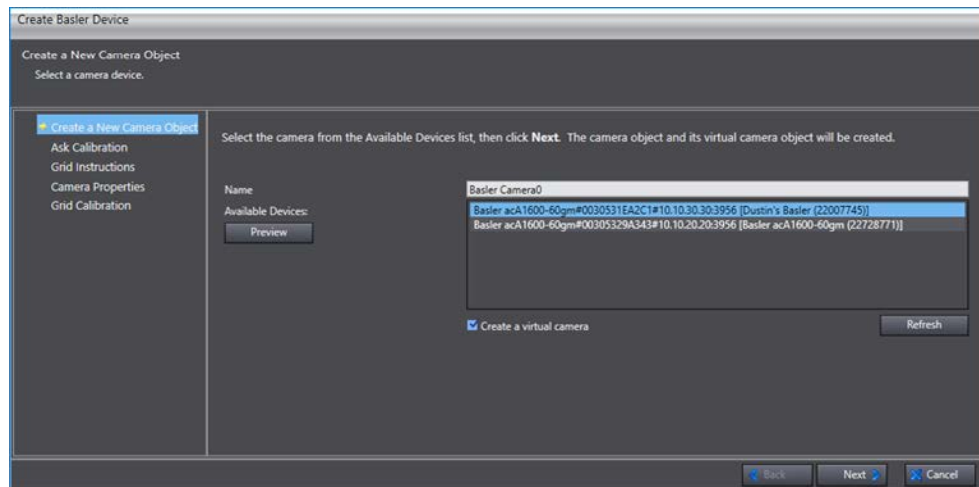 Create Basler Device
Create a New Camera Object
Select a camera device.
Create a New Camera Object
Ask Calibration
Grid Instructions
Camera Properties
Grid Calibration
Select the camera from the Available Devices list, then click Next. The camera object and its virtual camera object will be created.
Name
Basler Camera0
Available Devices:
Basler acA1600-60gm#0030531EA2C1#10.10.30.30:3956 [Dustin's Basler (22007745)]
Basler acA1600-60gm#00305329A343#10.10.20.20:3956 [Basler acA1600-60gm (22728771)]
Preview
Create a virtual camera
Refresh
Back
Next
Cancel